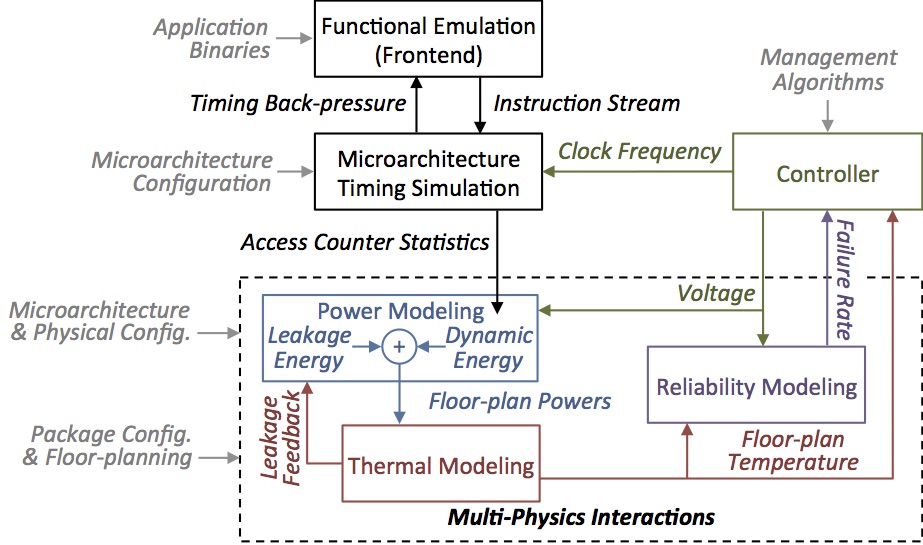 Application
Binaries
Functional Emulation
(Frontend)
Management
Algorithms
Timing Back-pressure
Instruction Stream
Microarchitecture
Configuration
Microarchitecture
Timing Simulation
Clock Frequency
Controller
Access Counter Statistics
Failure Rate
Microarchitecture
& Physical Config.
Power Modeling
Voltage
Leakage
Energy
+
Dynamic
Energy
Reliability Modeling
Floor-plan Powers
Leakage
Feedback
Package Config.
& Floor-planning
Thermal Modeling
Floor-plan
Temperature
Multi-Physics Interactions